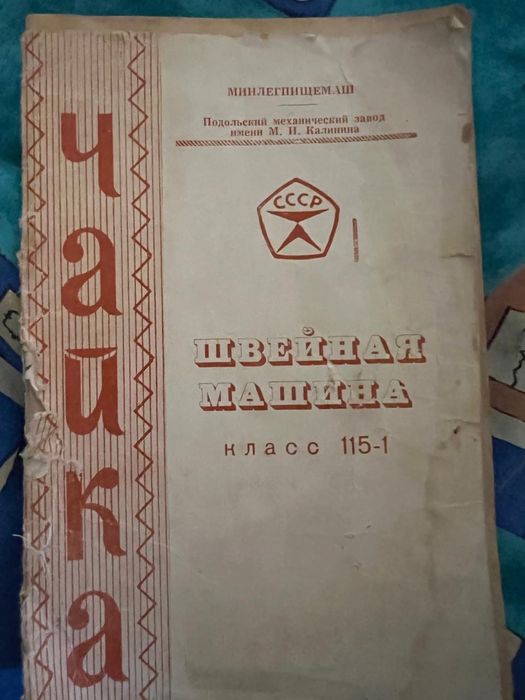 МИНЛЕГПИЩЕМАШ
Подольский механический завод
имени М. И. Калинина
СССР
чайка
ШВЕЙНАЯ
МАШИНА
класс 115-1